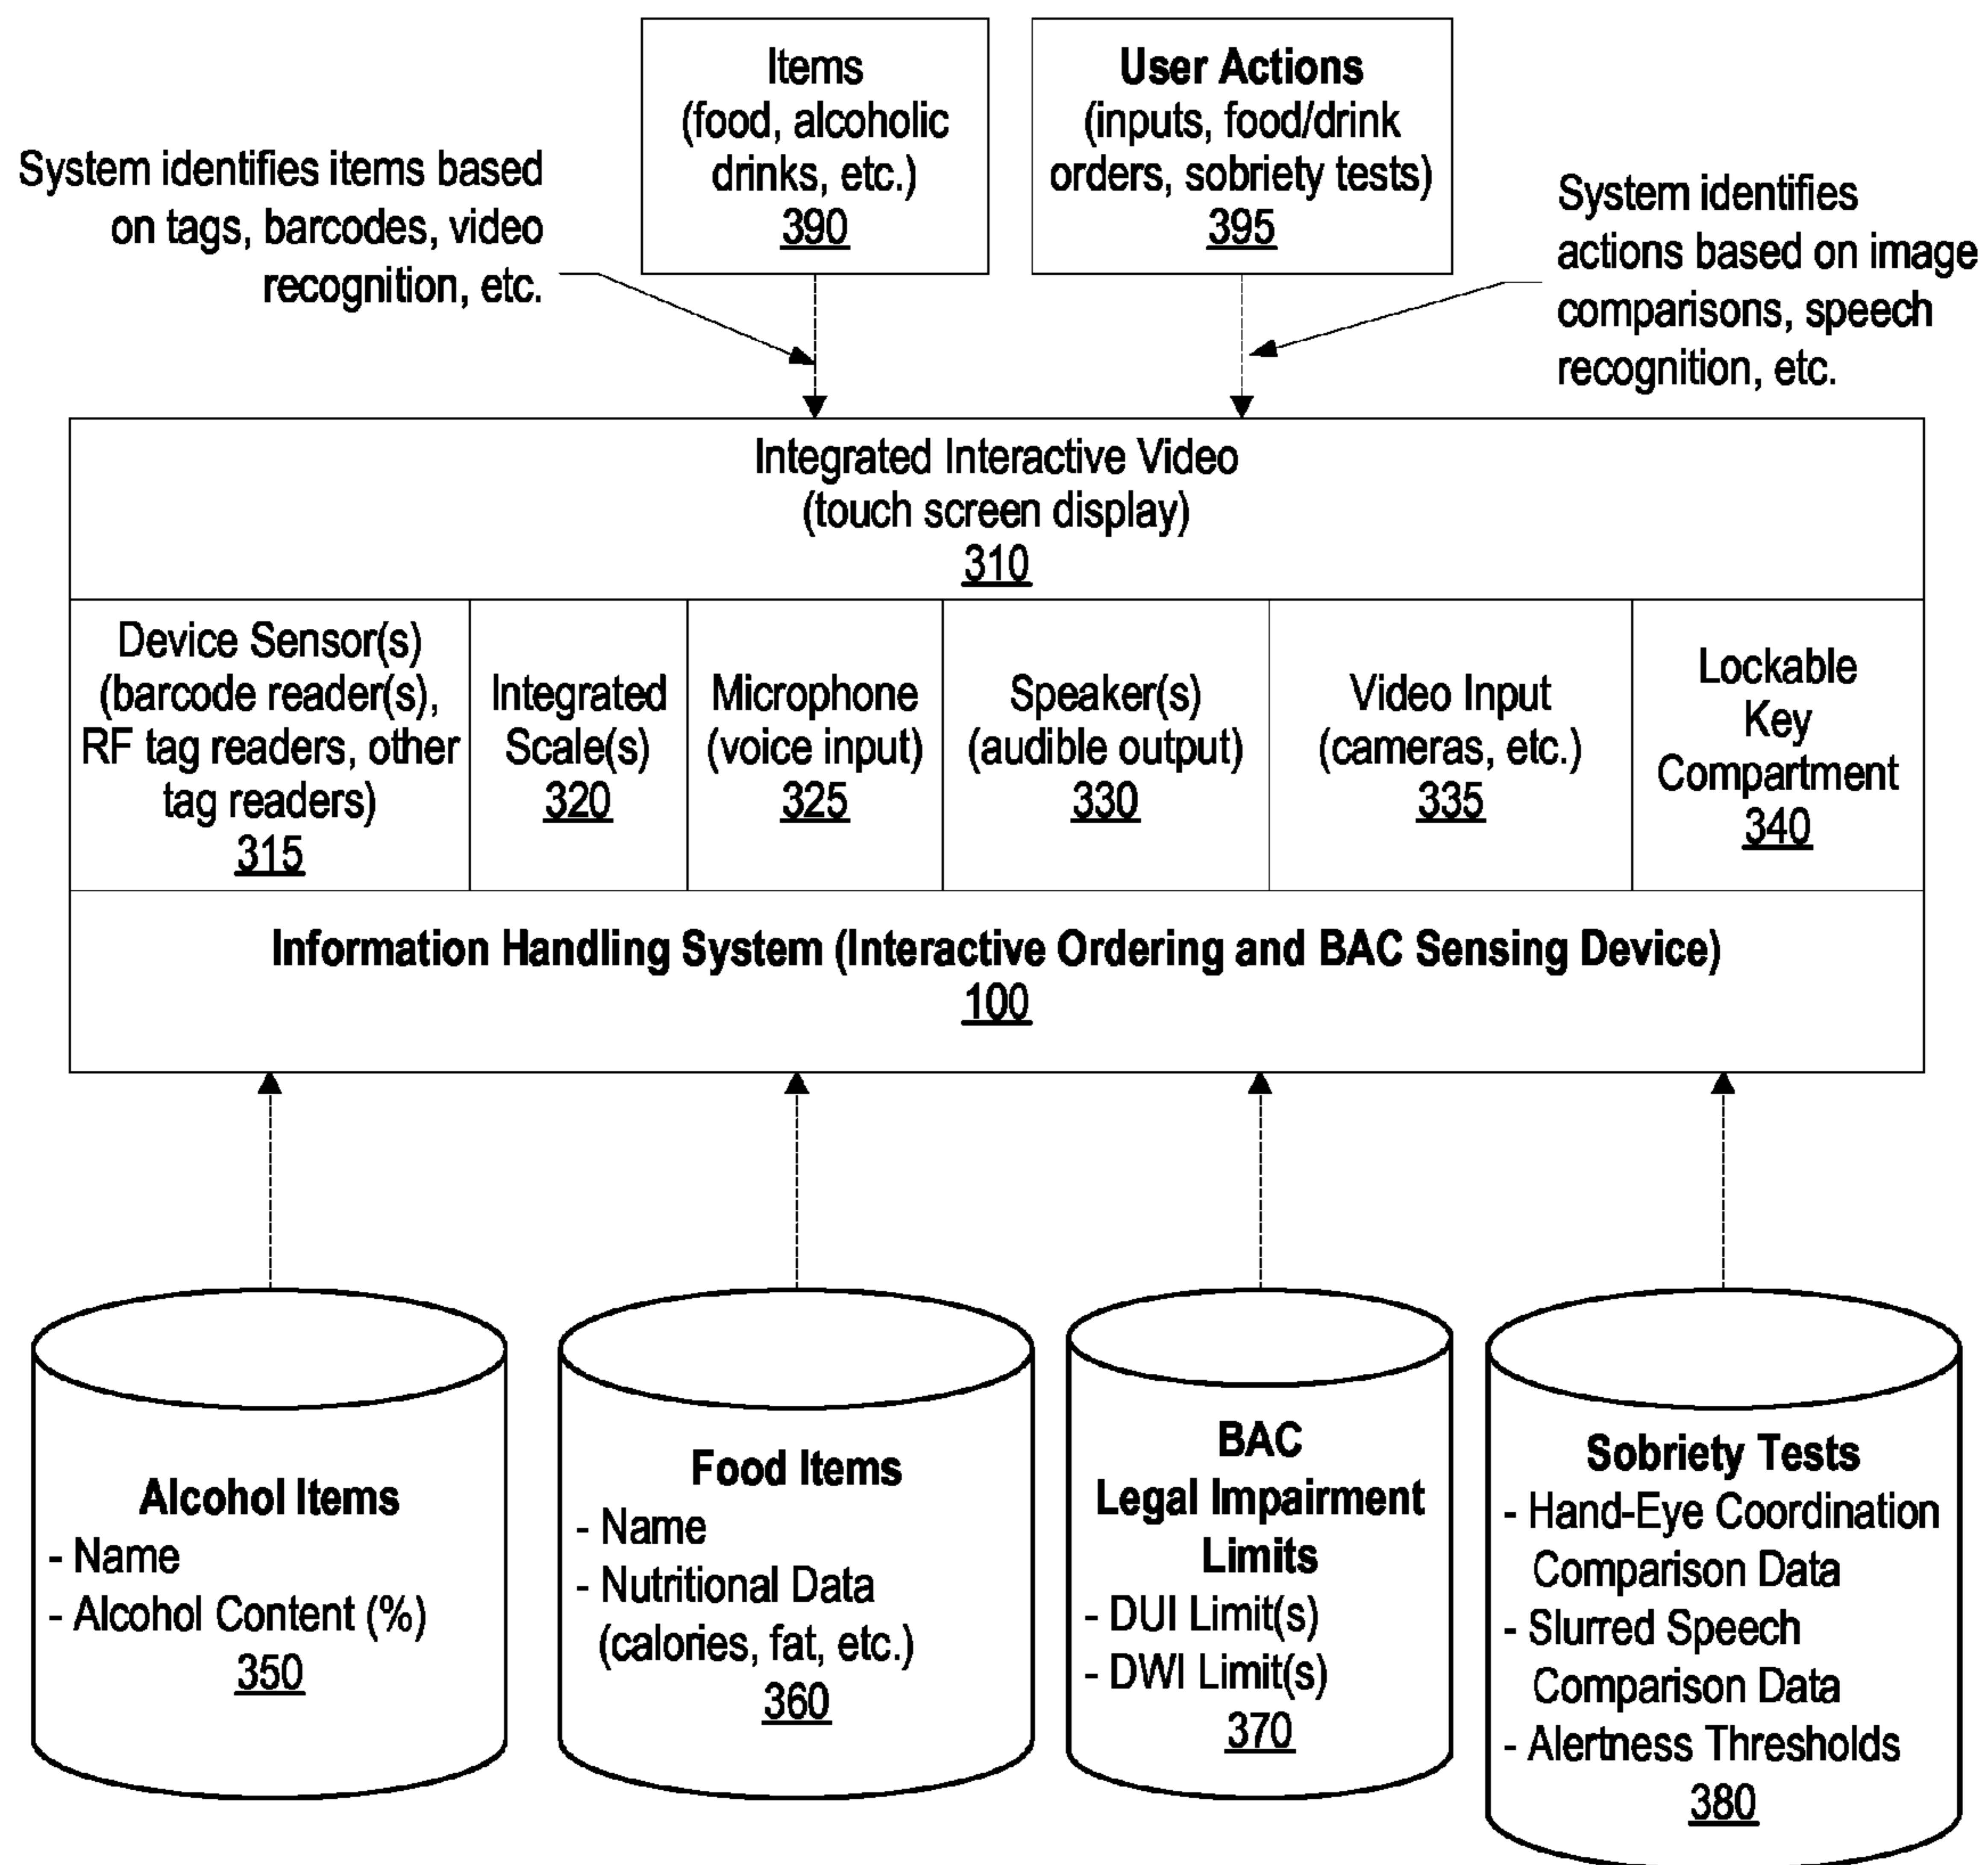 Items
(food, alcoholic
drinks, etc.)
390
User Actions
(inputs, food/drink
orders, sobriety tests)
395
System identifies items based
on tags, barcodes, video
recognition, etc.
System identifies
actions based on image
comparisons, speech
recognition, etc.
Integrated Interactive Video
(touch screen display)
310
Device Sensor(s)
(barcode reader(s),
RF tag readers, other
tag readers)
315
Integrated
Scale(s)
320
Microphone
(voice input)
325
Speaker(s)
(audible output)
330
Video Input
(cameras, etc.)
335
Lockable
Key
Compartment
340
Information Handling System (Interactive Ordering and BAC Sensing Device)
100
Alcohol Items
- Name
- Alcohol Content (%)
350
Food Items
- Name
- Nutritional Data
(calories, fat, etc.)
360
BAC
Legal Impairment
Limits
- DUI Limit(s)
- DWI Limit(s)
370
Sobriety Tests
- Hand-Eye Coordination
Comparison Data
- Slurred Speech
Comparison Data
- Alertness Thresholds
380